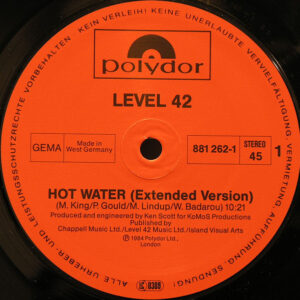 KEIN VERLEIH! KEINE UNERLAUBTE VERVIELFÄLTIGUNG,
polydor
LEVEL 42
GEMA
Made in
West Germany
881 262-1
STEREO
45
1
HOT WATER (Extended Version)
(M. King/P. Gould/M. Lindup/W. Badarou) 10:21
Produced and engineered by Ken Scott for KoMoS Productions
Published by
Chappell Music Ltd./Level 42 Music Ltd./Island Visual Arts
Ⓟ 1984 Polydor Ltd.,
London
0369
ALLE URHEBER- UND LEISTUNGSSCHUTZRECHTE VORBEHALTEN
AUFFÜHRUNG, SENDUNG!